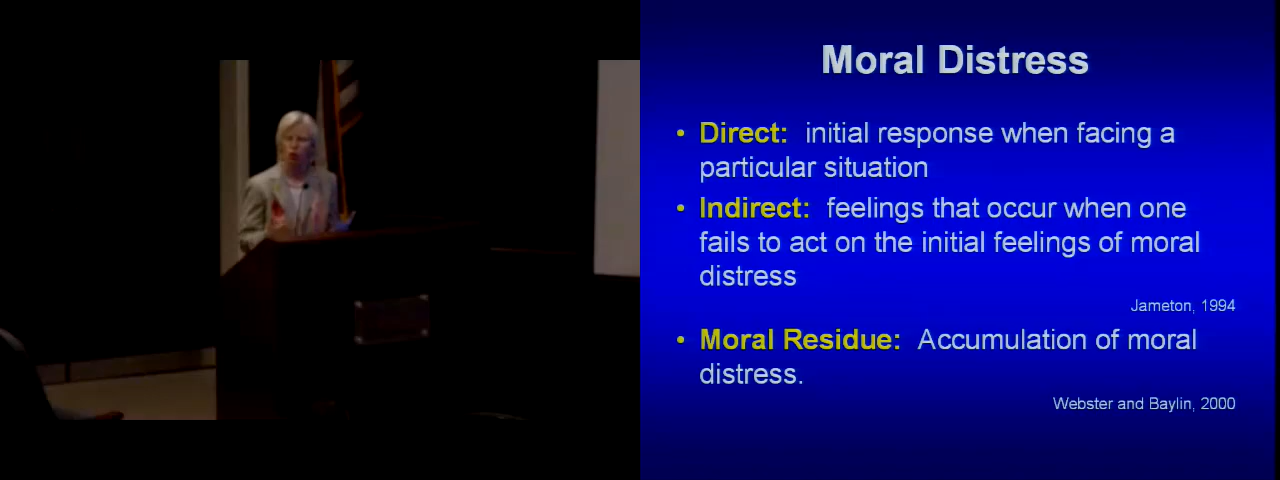 Moral Distress
• Direct: initial response when facing a
particular situation
• Indirect: feelings that occur when one
fails to act on the initial feelings of moral
distress
Jameton, 1994
• Moral Residue: Accumulation of moral
distress.
Webster and Baylin, 2000